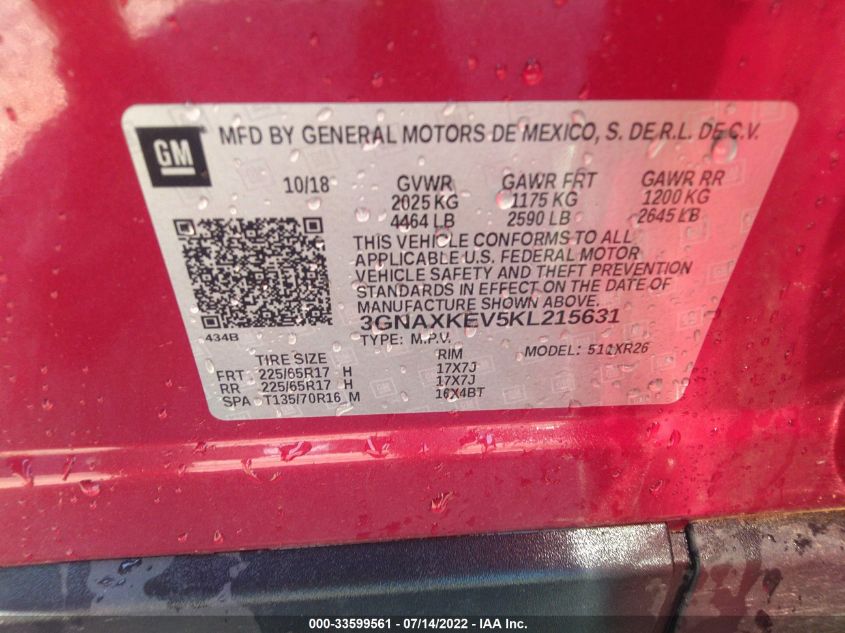 GM
MFD BY GENERAL MOTORS DE MEXICO, S. DE R.L. DE C.V.
10/18 GVWR GAWR FRT GAWR RR
2025 KG 1175 KG 1200 KG
4464 LB 2590 LB 2645 LB
THIS VEHICLE CONFORMS TO ALL
APPLICABLE U.S. FEDERAL MOTOR
VEHICLE SAFETY AND THEFT PREVENTION
STANDARDS IN EFFECT ON THE DATE OF
MANUFACTURE SHOWN ABOVE.
434B 3GNAXKEV5KL215631
TYPE: M.P.V. MODEL: 511XR26
TIRE SIZE RIM
FRT 225/65R17 H 17X7J
RR 225/65R17 H 17X7J
SPA T135/70R16 M 16X4BT
000-33599561 / 07/14/2022 - IAA Inc.